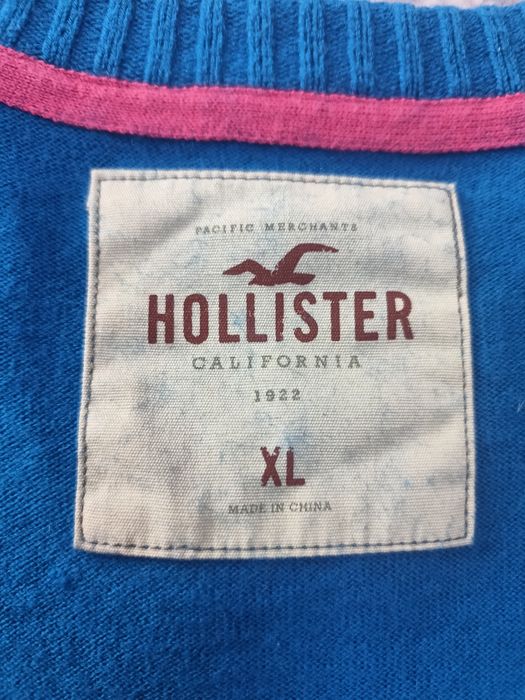 PACIFIC MERCHANTS
HOLLISTER
CALIFORNIA
1922
XL
MADE IN CHINA